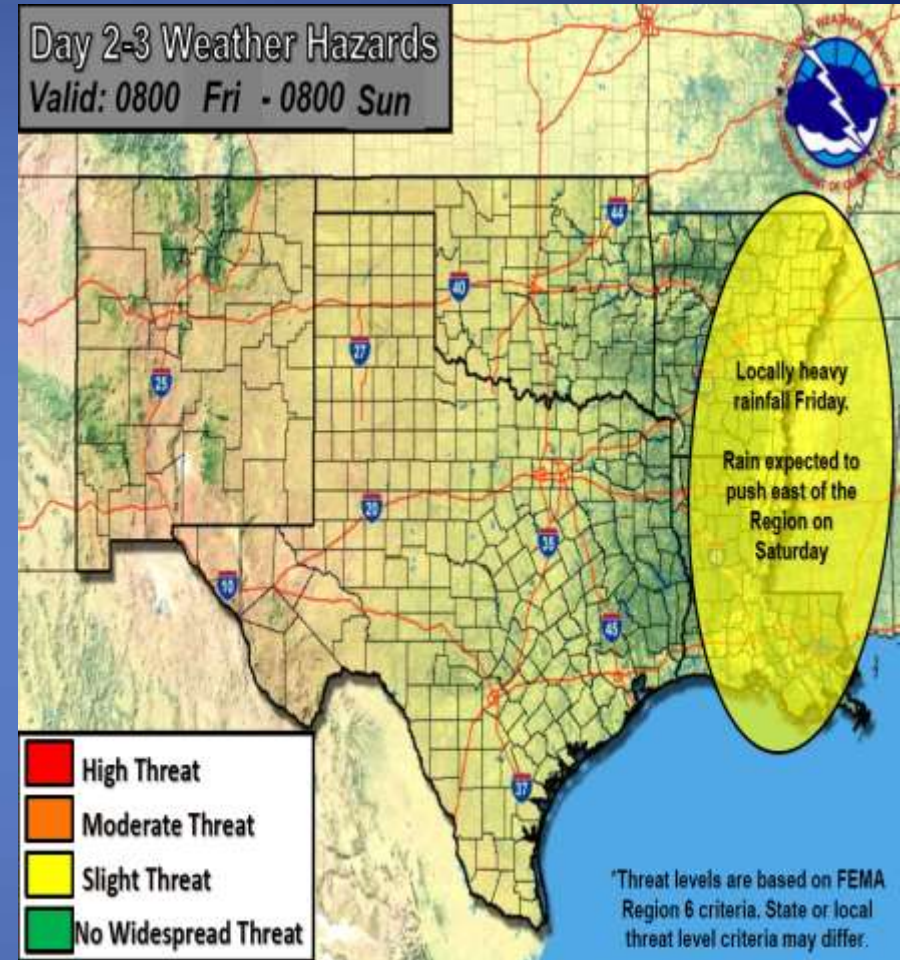 Day 2-3 Weather Hazards
Valid: 0800 Fri - 0800 Sun
44
40
27
25
Locally heavy
rainfall Friday.
Rain expected to
push east of the
Region on
Saturday
20
35
10
45
37
High Threat
Moderate Threat
Slight Threat
No Widespread Threat
*Threat levels are based on FEMA
Region 6 criteria. State or local
threat level criteria may differ.